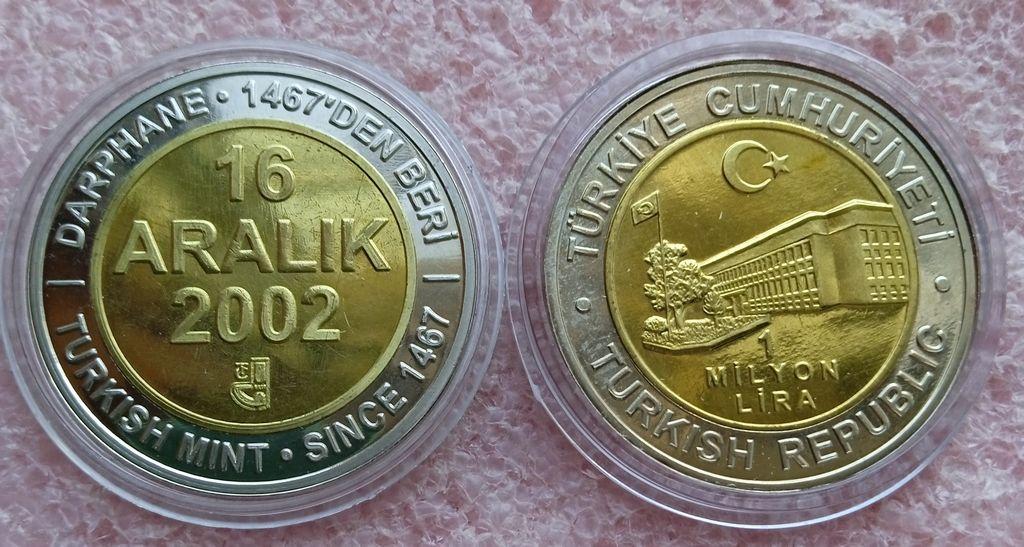 DARPHANE • 1467'DEN BERİ
16
ARALIK
2002
TURKISH MINT • SINCE 1467
TÜRKİYE CUMHURİYETİ
1
MİLYON
LİRA
TURKISH REPUBLIC